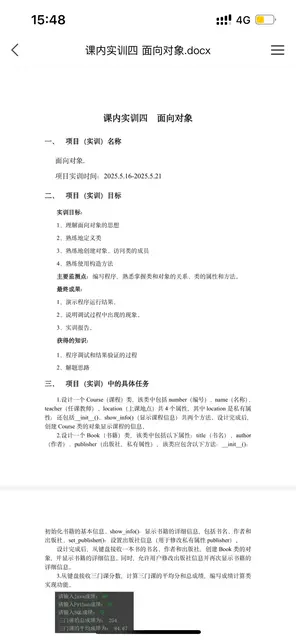 15:48
4G
课内实训四 面向对象.docx
课内实训四 面向对象
一、 项目（实训）名称
面向对象.
项目实训时间：2025.5.16-2025.5.21
二、 项目（实训）目标
实训目标：
1、理解面向对象的思想
2、熟练地定义类
3、熟练地创建对象、访问类的成员
4、熟练使用构造方法
主要监测点：编写程序，熟悉掌握类和对象的关系、类的属性和方法。
最终成果：
1、演示程序运行结果。
2、说明调试过程中出现的现象。
3、实训报告。
获得的知识：
1、程序调试和结果验证的过程
2、解题思路
三、 项目（实训）中的具体任务
1.设计一个 Course（课程）类，该类中包括 number（编号）、name（名称）、
teacher（任课教师）、location（上课地点）共 4 个属性，其中 location 是私有属
性；还包括__init__()、show_info()（显示课程信息）共两个方法。设计完成后，
创建 Course 类的对象显示课程的信息。
2.设计一个 Book（书籍）类，该类中包括以下属性：title（书名）、author
（作者）、publisher（出版社，私有属性）。该类应包含以下方法：__init__():
初始化书籍的基本信息、show_info()：显示书籍的详细信息，包括书名、作者和
出版社、set_publisher()：设置出版社信息（用于修改私有属性 publisher）。
设计完成后，从键盘接收一本书的书名、作者和出版社，创建 Book 类的对
象，并显示书籍的详细信息。同时，允许用户修改出版社信息并再次显示书籍的
详细信息。
3.从键盘接收三门课分数，计算三门课的平均分和总成绩，编写成绩计算类
实现功能。